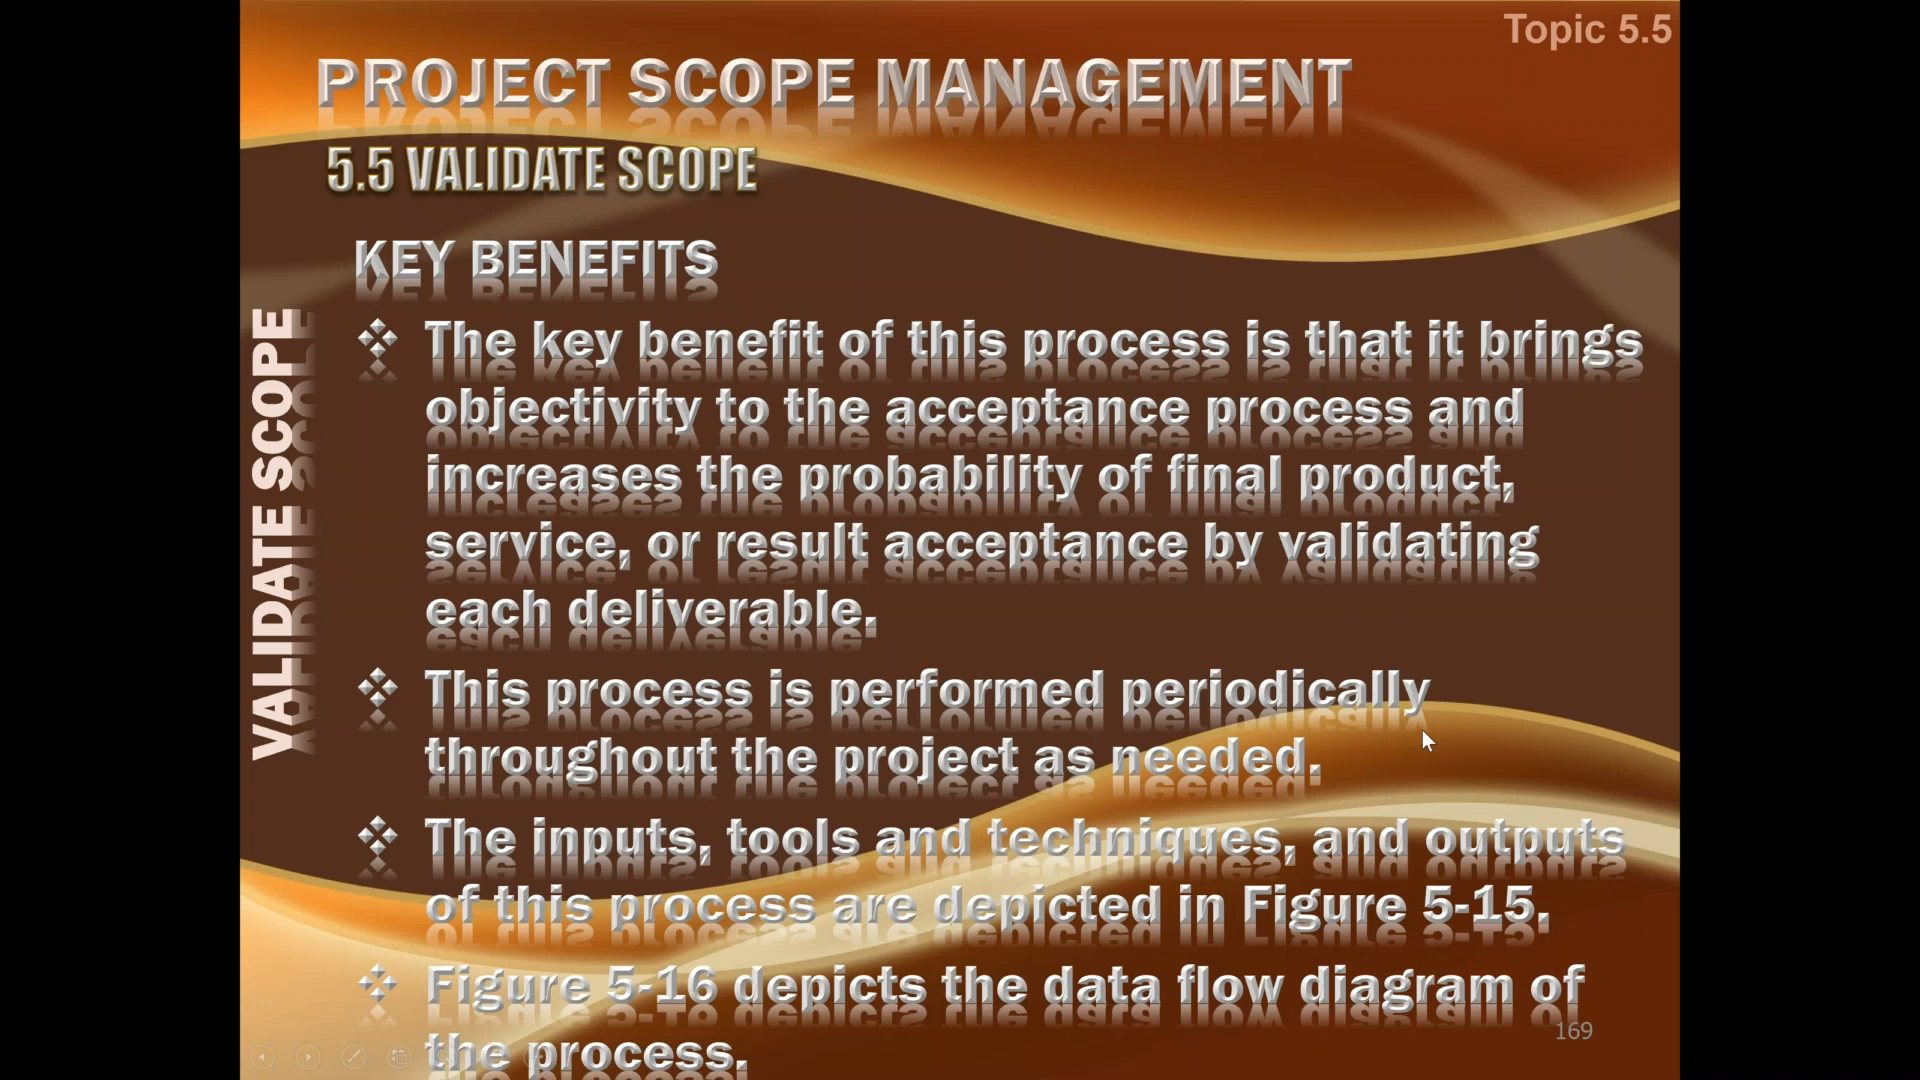 Topic 5.5
PROJECT SCOPE MANAGEMENT
5.5 VALIDATE SCOPE
KEY BENEFITS
VALIDATE SCOPE
❖ The key benefit of this process is that it brings
objectivity to the acceptance process and
increases the probability of final product,
service, or result acceptance by validating
each deliverable.
❖ This process is performed periodically
throughout the project as needed.
❖ The inputs, tools and techniques, and outputs
of this process are depicted in Figure 5-15.
❖ Figure 5-16 depicts the data flow diagram of
the process.
169